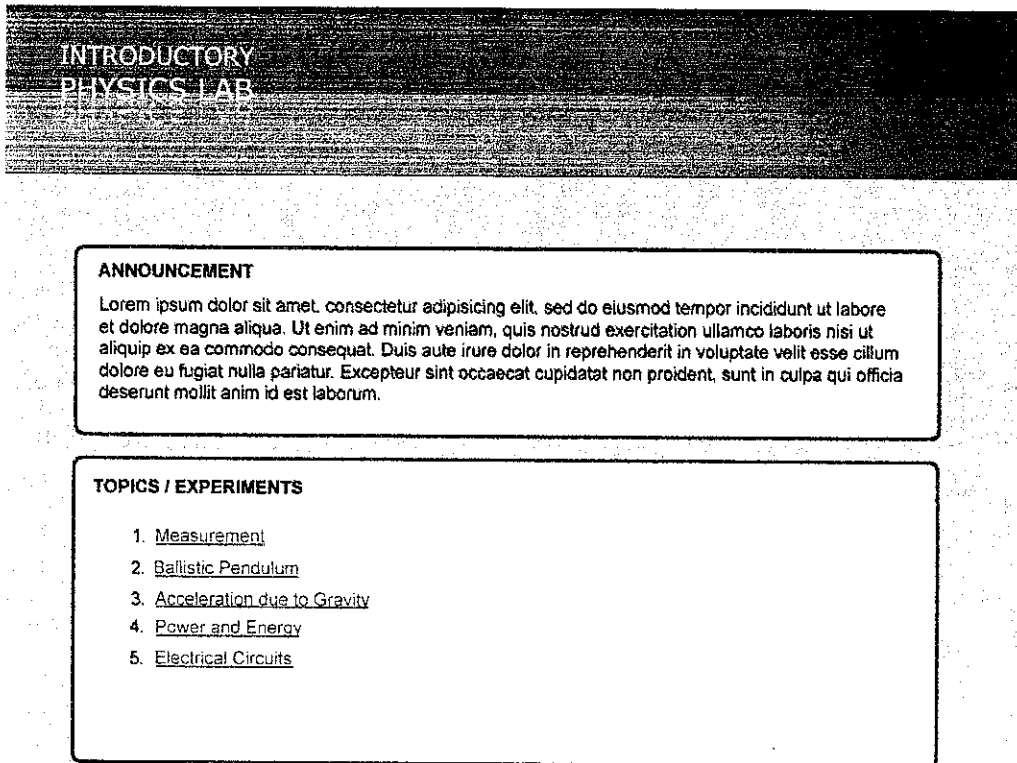 INTRODUCTORY
PHYSICS LAB
ANNOUNCEMENT
Lorem ipsum dolor sit amet, consectetur adipisicing elit, sed do eiusmod tempor incididunt ut labore
et dolore magna aliqua. Ut enim ad minim veniam, quis nostrud exercitation ullamco laboris nisi ut
aliquip ex ea commodo consequat. Duis aute irure dolor in reprehenderit in voluptate velit esse cillum
dolore eu fugiat nulla pariatur. Excepteur sint occaecat cupidatat non proident, sunt in culpa qui officia
deserunt mollit anim id est laborum.
TOPICS / EXPERIMENTS
1. Measurement
2. Ballistic Pendulum
3. Acceleration due to Gravity
4. Power and Energy
5. Electrical Circuits